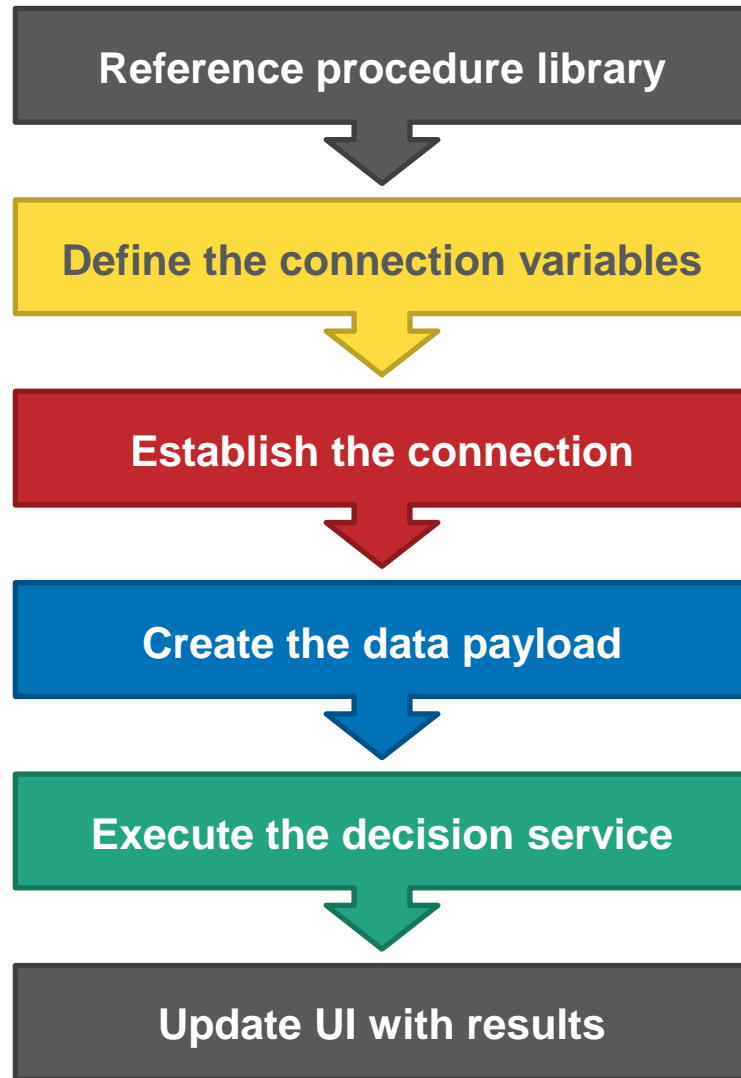 Reference procedure library
Define the connection variables
Establish the connection
Create the data payload
Execute the decision service
Update UI with results